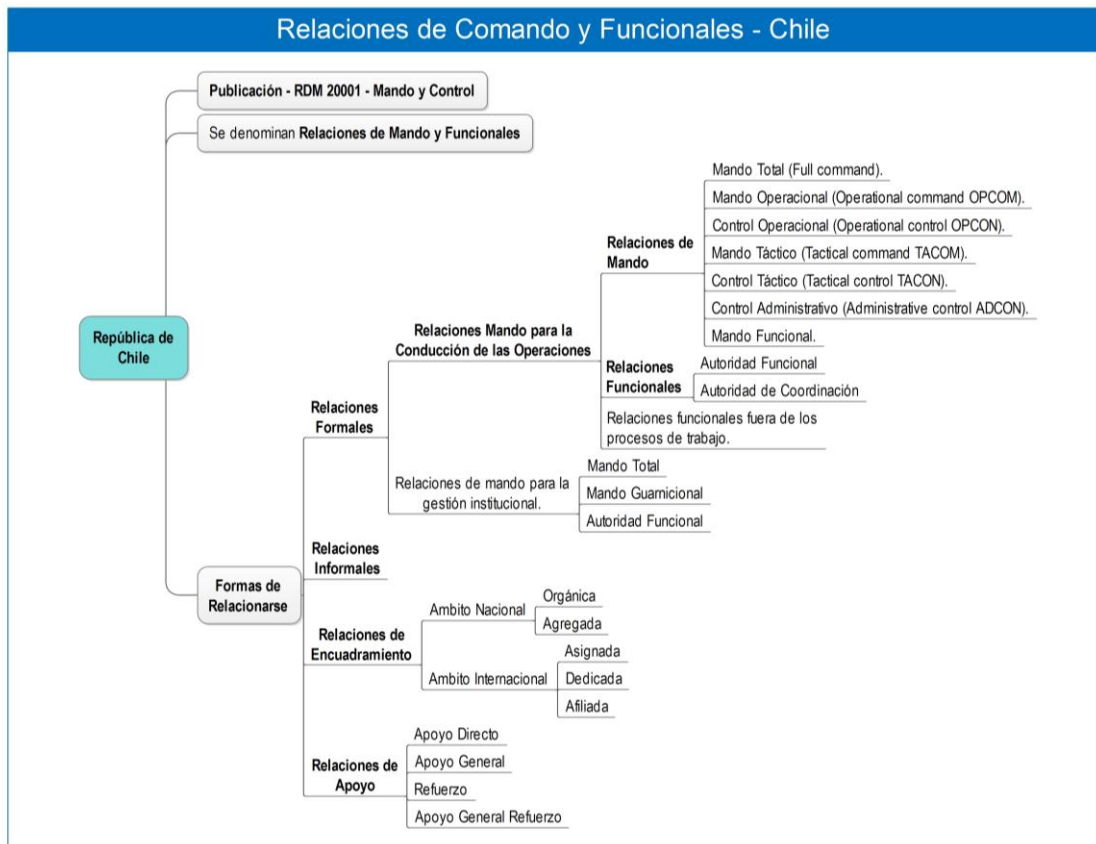 Relaciones de Comando y Funcionales - Chile
Publicación - RDM 20001 - Mando y Control
Se denominan Relaciones de Mando y Funcionales
República de
Chile
Formas de
Relacionarse
Relaciones
Formales
Relaciones Mando para la
Conducción de las Operaciones
Relaciones de
Mando
Mando Total (Full command).
Mando Operacional (Operational command OPCOM).
Control Operacional (Operational control OPCON).
Mando Táctico (Tactical command TACOM).
Control Táctico (Tactical control TACON).
Control Administrativo (Administrative control ADCON).
Mando Funcional.
Relaciones
Funcionales
Autoridad Funcional
Autoridad de Coordinación
Relaciones funcionales fuera de los
procesos de trabajo.
Relaciones de mando para la
gestión institucional.
Mando Total
Mando Guarnicional
Autoridad Funcional
Relaciones
Informales
Relaciones de
Encuadramiento
Ambito Nacional
Orgánica
Agregada
Ambito Internacional
Asignada
Dedicada
Afiliada
Relaciones de
Apoyo
Apoyo Directo
Apoyo General
Refuerzo
Apoyo General Refuerzo